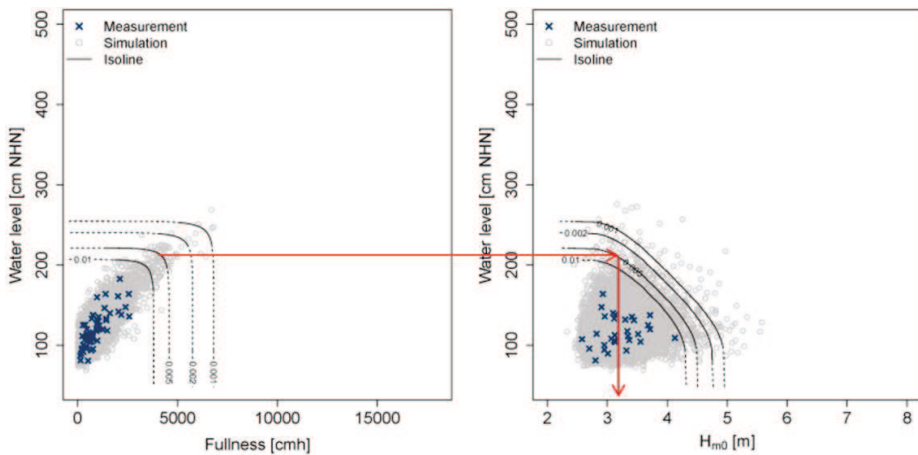 Measurement
Simulation
Isoline
Water level [cm NHN]
500
400
300
200
100
0.01
0.005
0.002
0.001
0 5000 10000 15000
Fullness [cmh]
Measurement
Simulation
Isoline
Water level [cm NHN]
500
400
300
200
100
0.001
0.002
0.005
0.01
2 3 4 5 6 7 8
Hm0 [m]